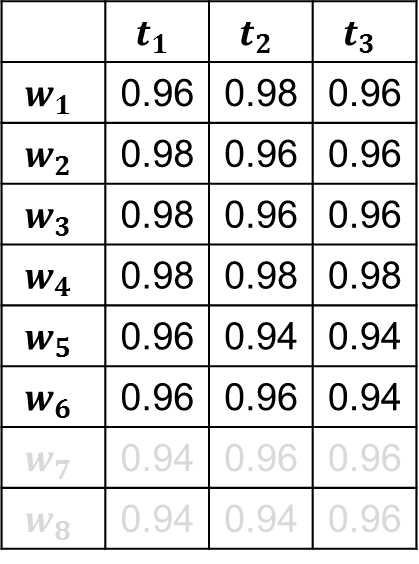 t₁ t₂ t₃
w₁ 0.96 0.98 0.96
w₂ 0.98 0.96 0.96
w₃ 0.98 0.96 0.96
w₄ 0.98 0.98 0.98
w₅ 0.96 0.94 0.94
w₆ 0.96 0.96 0.94
w₇ 0.94 0.96 0.96
w₈ 0.94 0.94 0.96